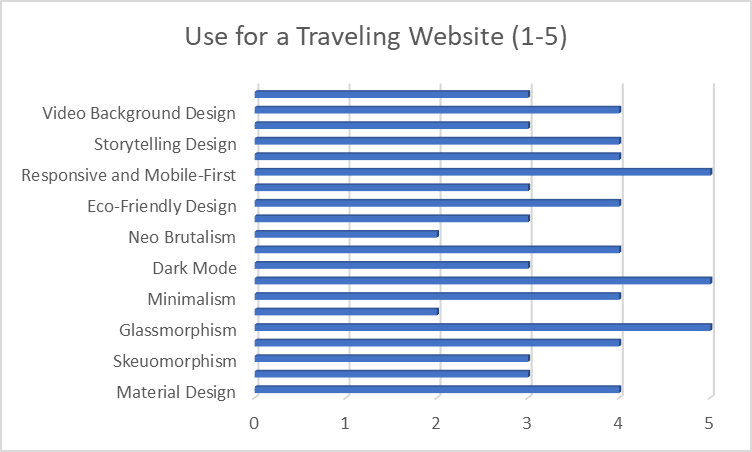 Use for a Traveling Website (1-5)
Video Background Design
Storytelling Design
Responsive and Mobile-First
Eco-Friendly Design
Neo Brutalism
Dark Mode
Minimalism
Glassmorphism
Skeuomorphism
Material Design
0 1 2 3 4 5